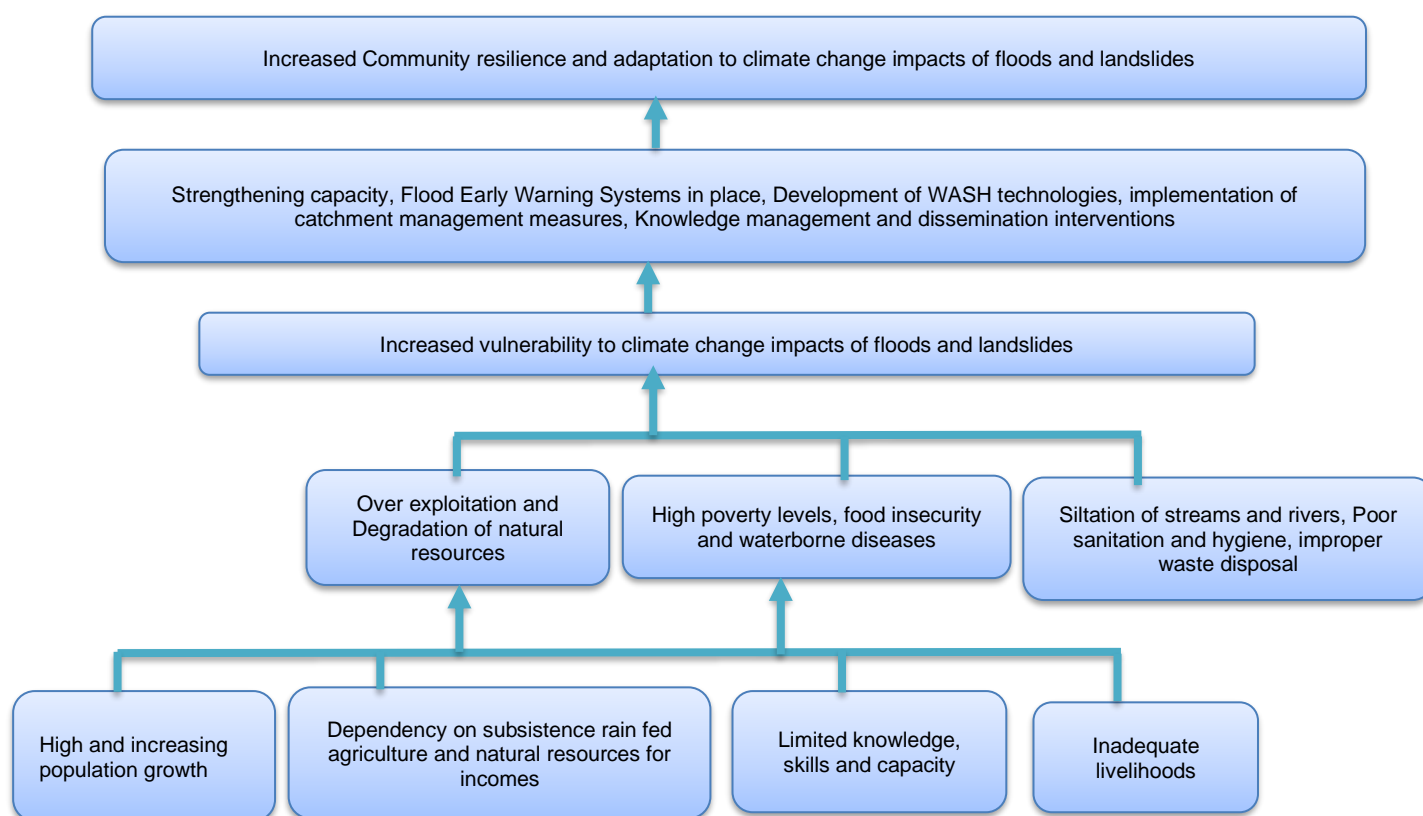 Increased Community resilience and adaptation to climate change impacts of floods and landslides
Strengthening capacity, Flood Early Warning Systems in place, Development of WASH technologies, implementation of
catchment management measures, Knowledge management and dissemination interventions
Increased vulnerability to climate change impacts of floods and landslides
Over exploitation and
Degradation of natural
resources
High poverty levels, food insecurity
and waterborne diseases
Siltation of streams and rivers, Poor
sanitation and hygiene, improper
waste disposal
High and increasing
population growth
Dependency on subsistence rain fed
agriculture and natural resources for
incomes
Limited knowledge,
skills and capacity
Inadequate
livelihoods